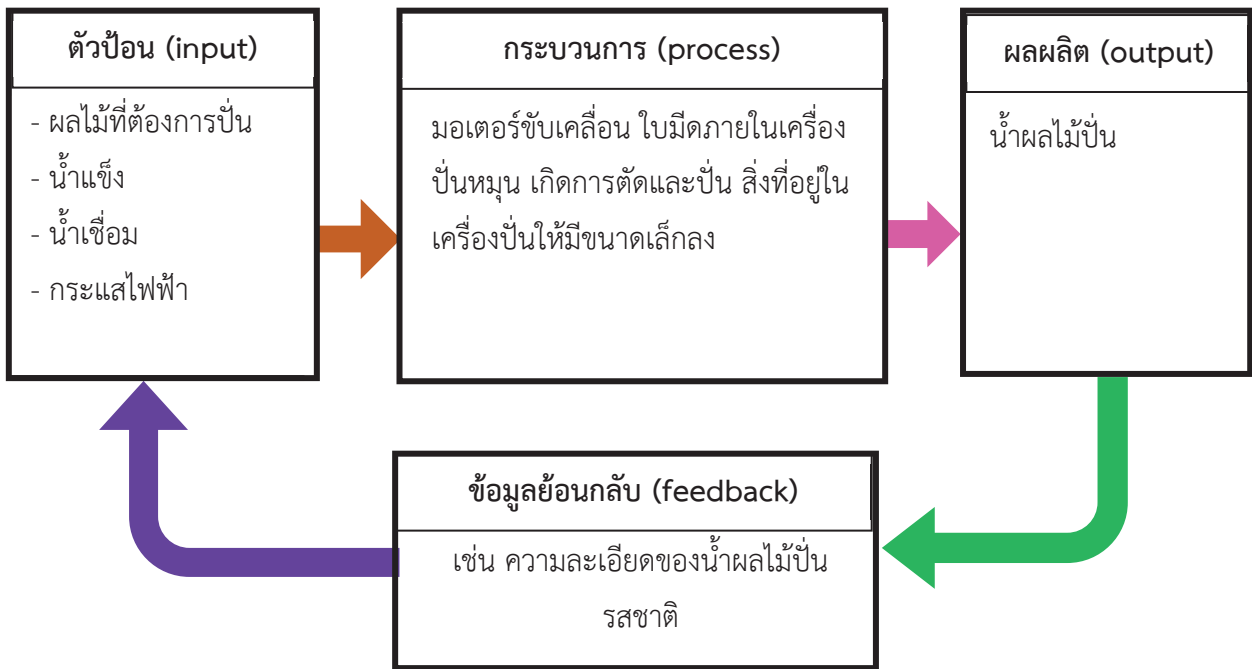 ตัวป้อน (input)
- ผลไม้ที่ต้องการปั่น
- น้ำแข็ง
- น้ำเชื่อม
- กระแสไฟฟ้า
กระบวนการ (process)
มอเตอร์ขับเคลื่อน ใบมีดภายในเครื่อง
ปั่นหมุน เกิดการตัดและปั่น สิ่งที่อยู่ใน
เครื่องปั่นให้มีขนาดเล็กลง
ผลผลิต (output)
น้ำผลไม้ปั่น
ข้อมูลย้อนกลับ (feedback)
เช่น ความละเอียดของน้ำผลไม้ปั่น
รสชาติ